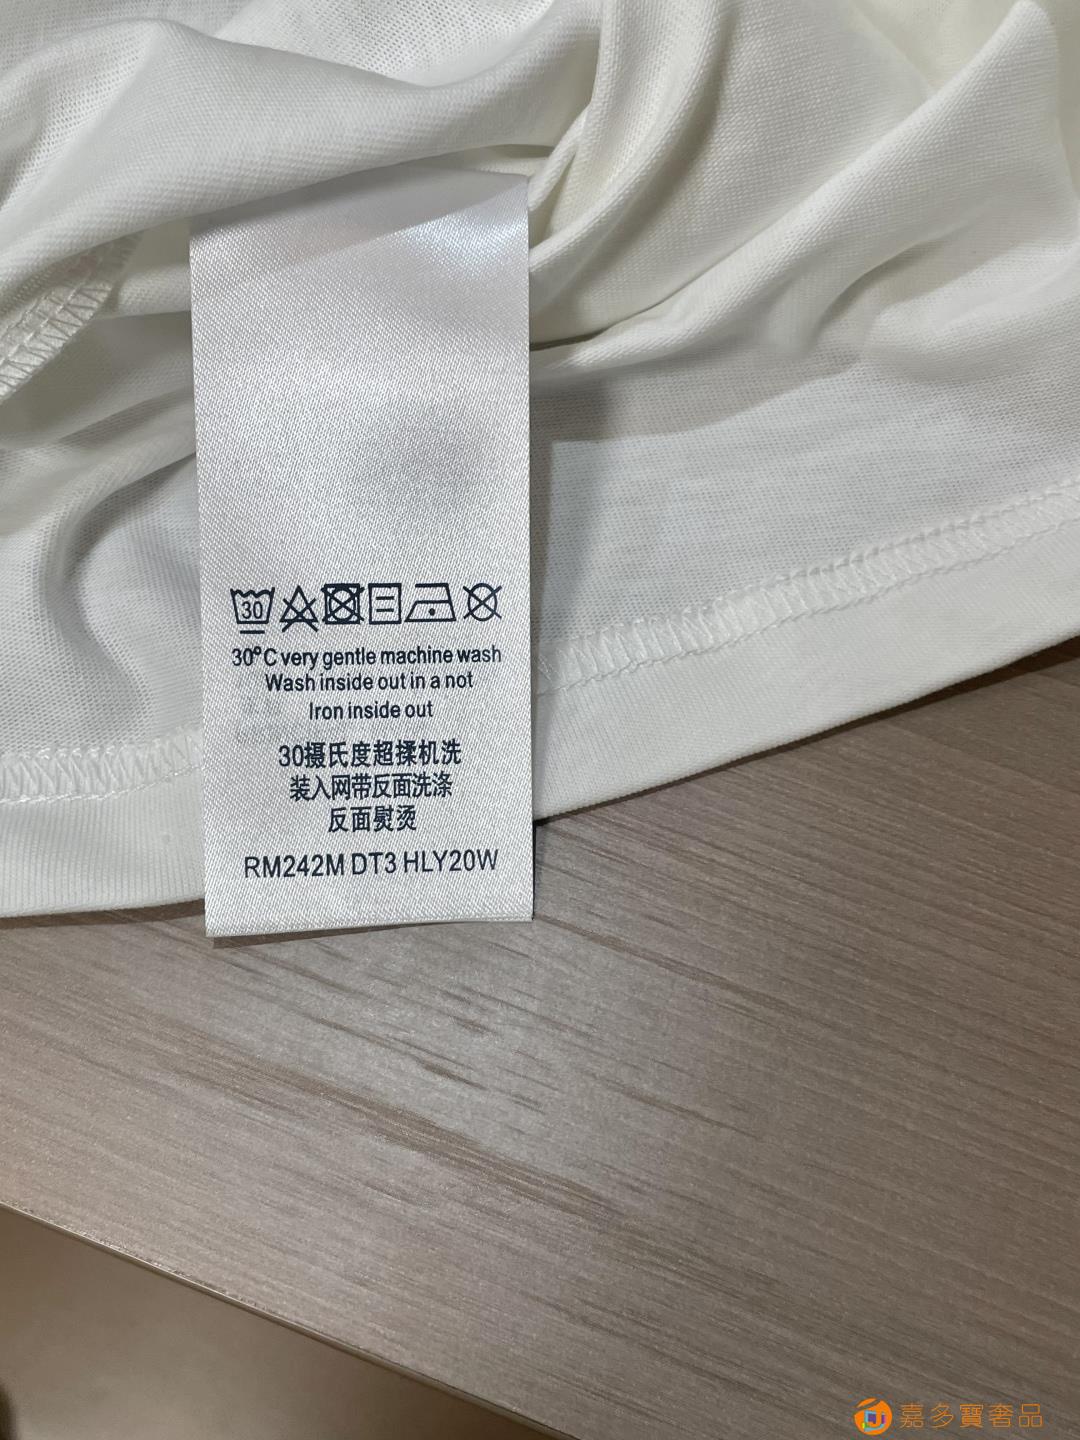 30
30°C very gentle machine wash
Wash inside out in a not
Iron inside out
30摄氏度超揉机洗
装入网带反面洗涤
反面熨烫
RM242M DT3 HLY20W
嘉多寶奢品